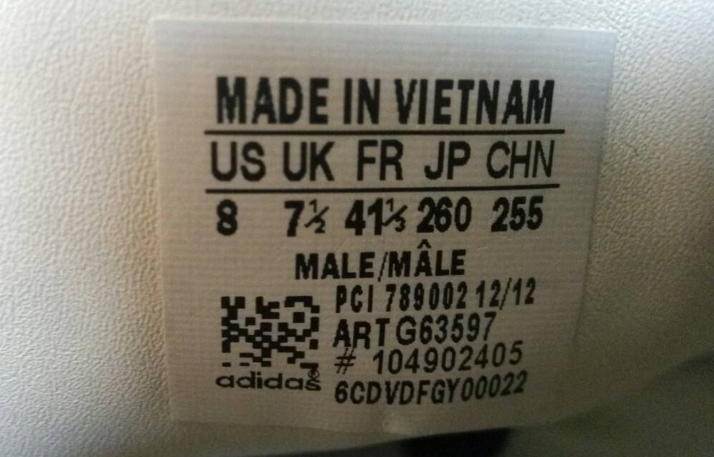 MADE IN VIETNAM
US UK FR JP CHN
8 7½ 41⅓ 260 255
MALE/MÂLE
PCI 789002 12/12
ART G63597
# 104902405
adidas®
6CDVDFGY00022